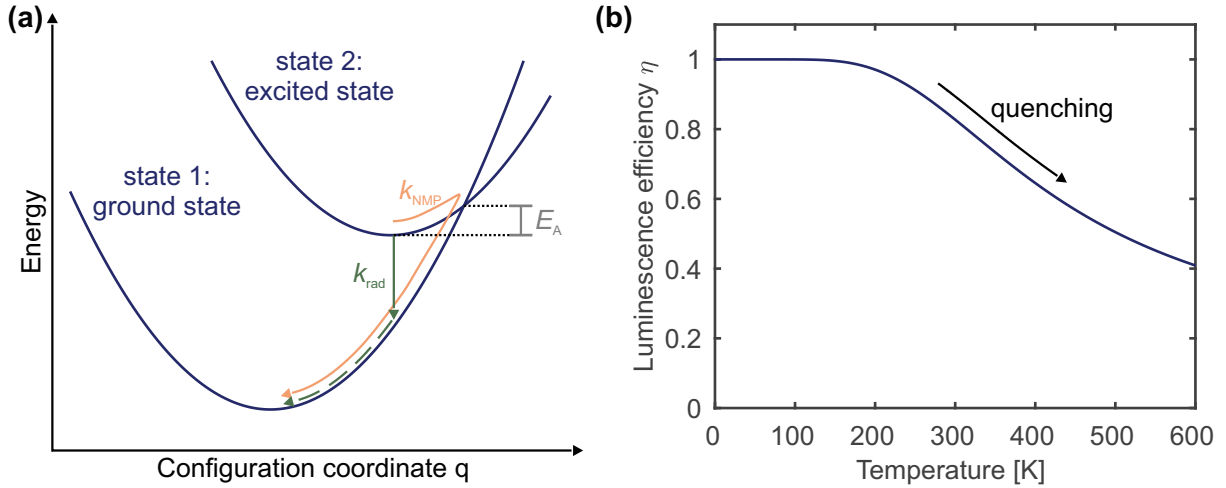 (a)
state 2:
excited state
state 1:
ground state
k_NMP
E_A
k_rad
Energy
Configuration coordinate q
(b)
Luminescence efficiency η
1
0.8
0.6
0.4
0.2
0
quenching
0 100 200 300 400 500 600
Temperature [K]